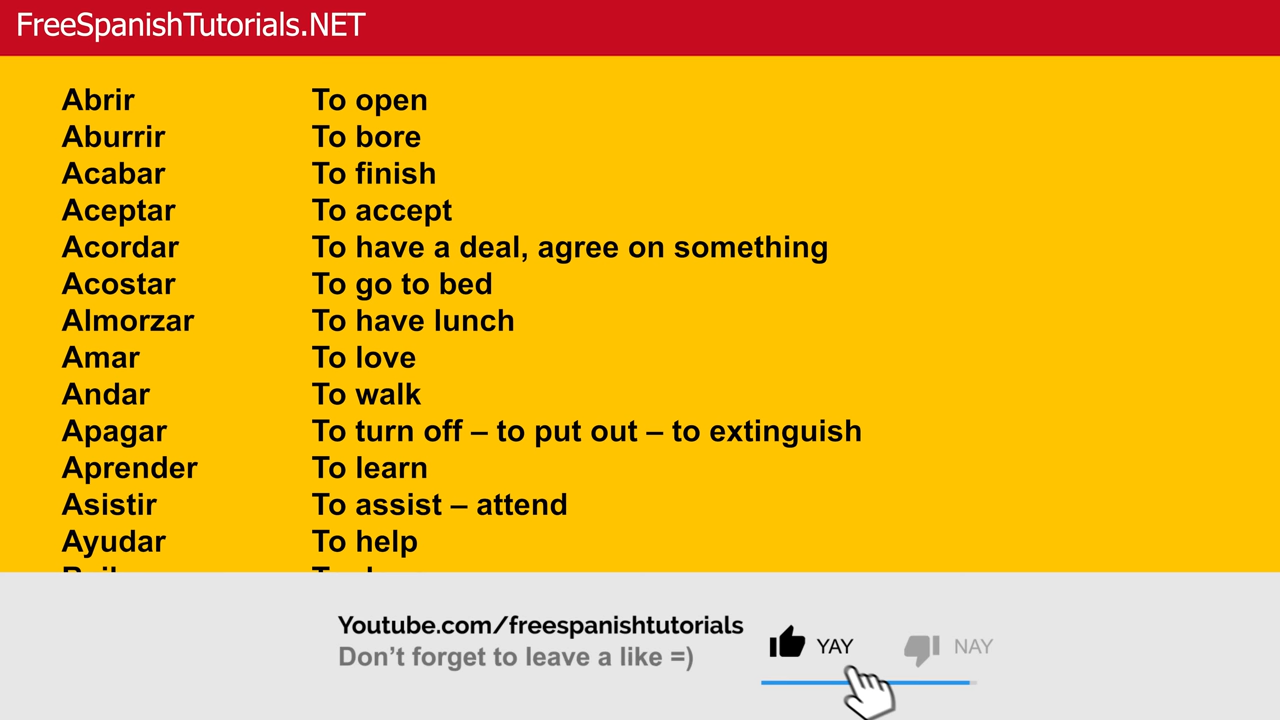 FreeSpanishTutorials.NET
Abrir To open
Aburrir To bore
Acabar To finish
Aceptar To accept
Acordar To have a deal, agree on something
Acostar To go to bed
Almorzar To have lunch
Amar To love
Andar To walk
Apagar To turn off – to put out – to extinguish
Aprender To learn
Asistir To assist – attend
Ayudar To help
Youtube.com/freespanishtutorials
Don't forget to leave a like =)
YAY NAY